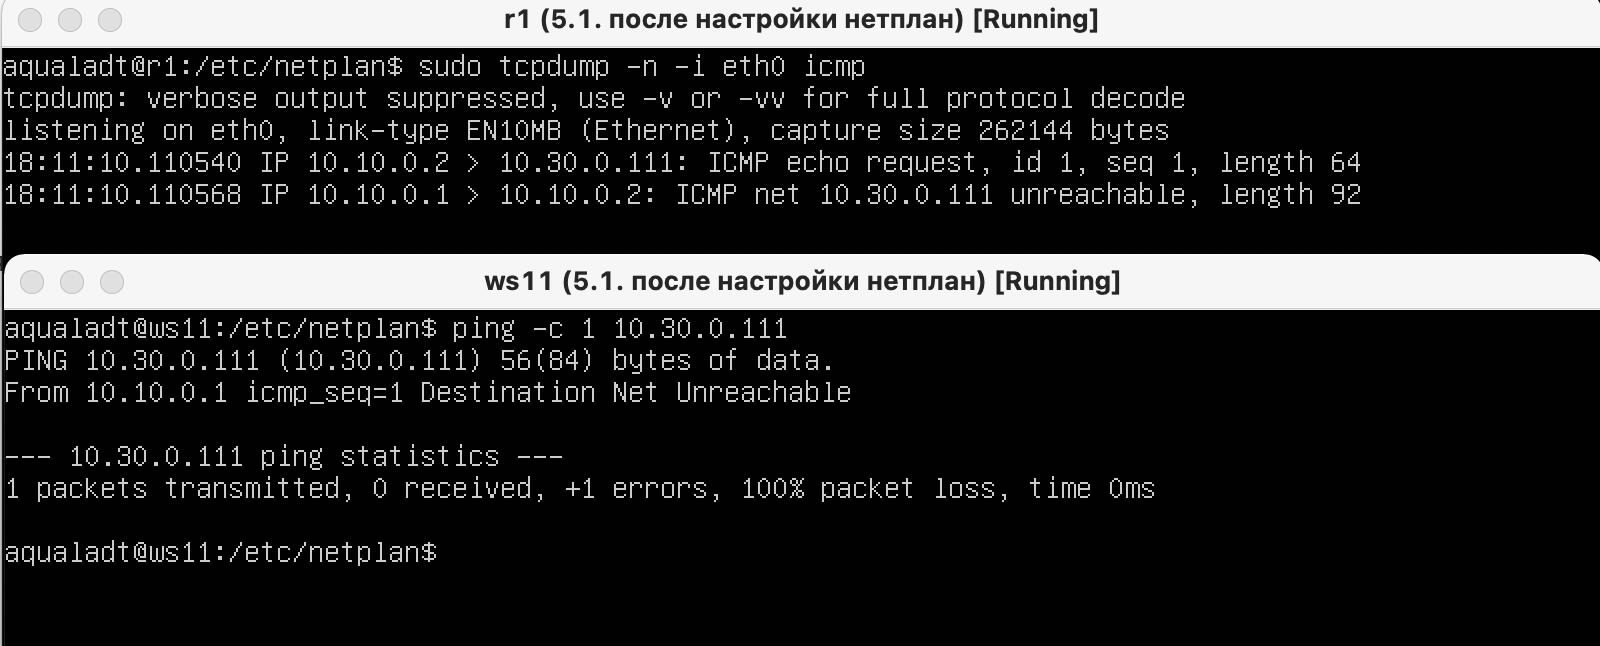 r1 (5.1. после настройки нетплан) [Running]
aqualadt@r1:/etc/netplan$ sudo tcpdump -n -i eth0 icmp
tcpdump: verbose output suppressed, use -v or -vv for full protocol decode
listening on eth0, link-type EN10MB (Ethernet), capture size 262144 bytes
18:11:10.110540 IP 10.10.0.2 > 10.30.0.111: ICMP echo request, id 1, seq 1, length 64
18:11:10.110568 IP 10.10.0.1 > 10.10.0.2: ICMP net 10.30.0.111 unreachable, length 92
ws11 (5.1. после настройки нетплан) [Running]
aqualadt@ws11:/etc/netplan$ ping -c 1 10.30.0.111
PING 10.30.0.111 (10.30.0.111) 56(84) bytes of data.
From 10.10.0.1 icmp_seq=1 Destination Net Unreachable
--- 10.30.0.111 ping statistics ---
1 packets transmitted, 0 received, +1 errors, 100% packet loss, time 0ms
aqualadt@ws11:/etc/netplan$